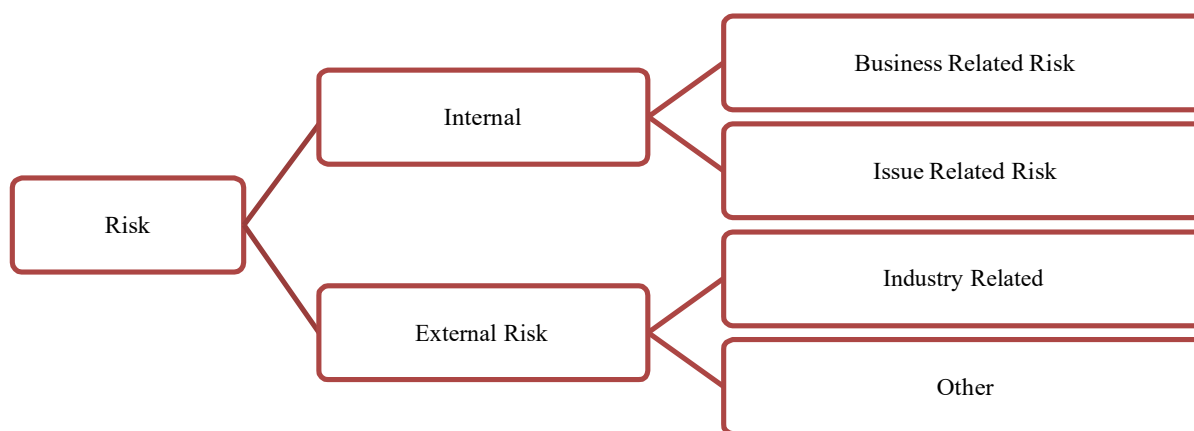 Business Related Risk
Internal
Issue Related Risk
Risk
Industry Related
External Risk
Other